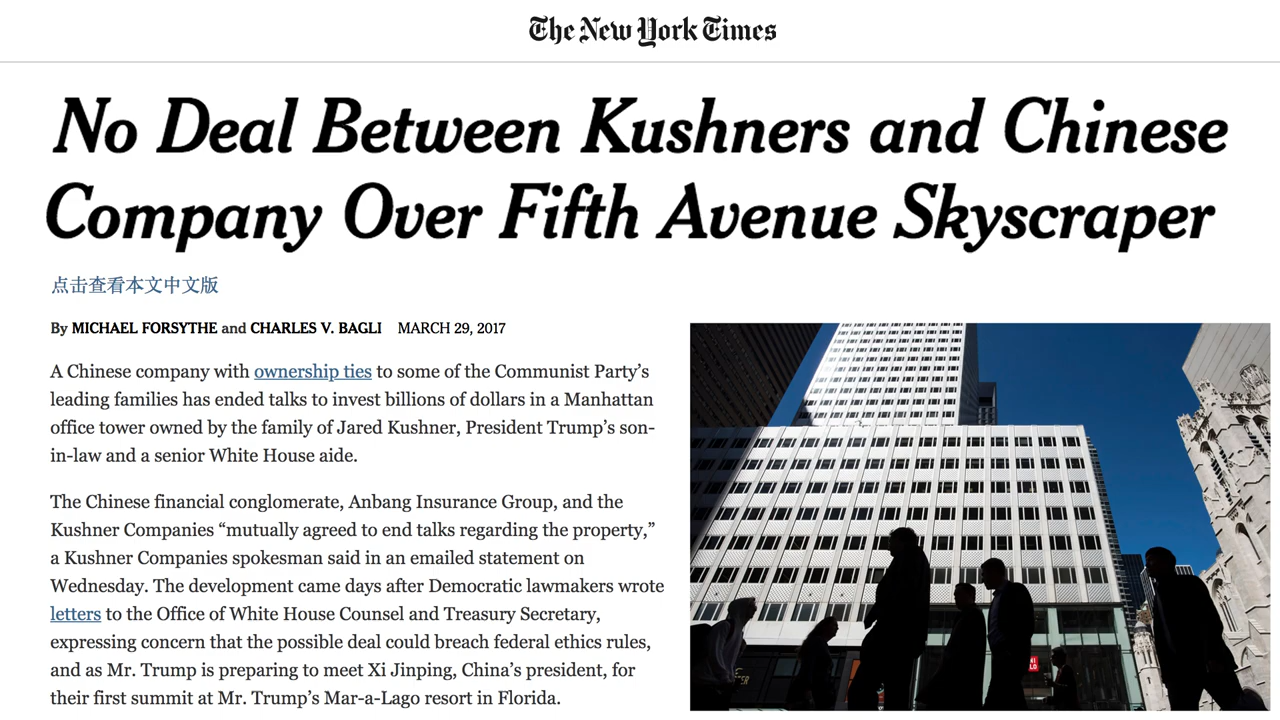 The New York Times
No Deal Between Kushners and Chinese
Company Over Fifth Avenue Skyscraper
点击查看本文中文版
By MICHAEL FORSYTHE and CHARLES V. BAGLI MARCH 29, 2017
A Chinese company with ownership ties to some of the Communist Party’s
leading families has ended talks to invest billions of dollars in a Manhattan
office tower owned by the family of Jared Kushner, President Trump’s son-
in-law and a senior White House aide.
The Chinese financial conglomerate, Anbang Insurance Group, and the
Kushner Companies “mutually agreed to end talks regarding the property,”
a Kushner Companies spokesman said in an emailed statement on
Wednesday. The development came days after Democratic lawmakers wrote
letters to the Office of White House Counsel and Treasury Secretary,
expressing concern that the possible deal could breach federal ethics rules,
and as Mr. Trump is preparing to meet Xi Jinping, China’s president, for
their first summit at Mr. Trump’s Mar-a-Lago resort in Florida.